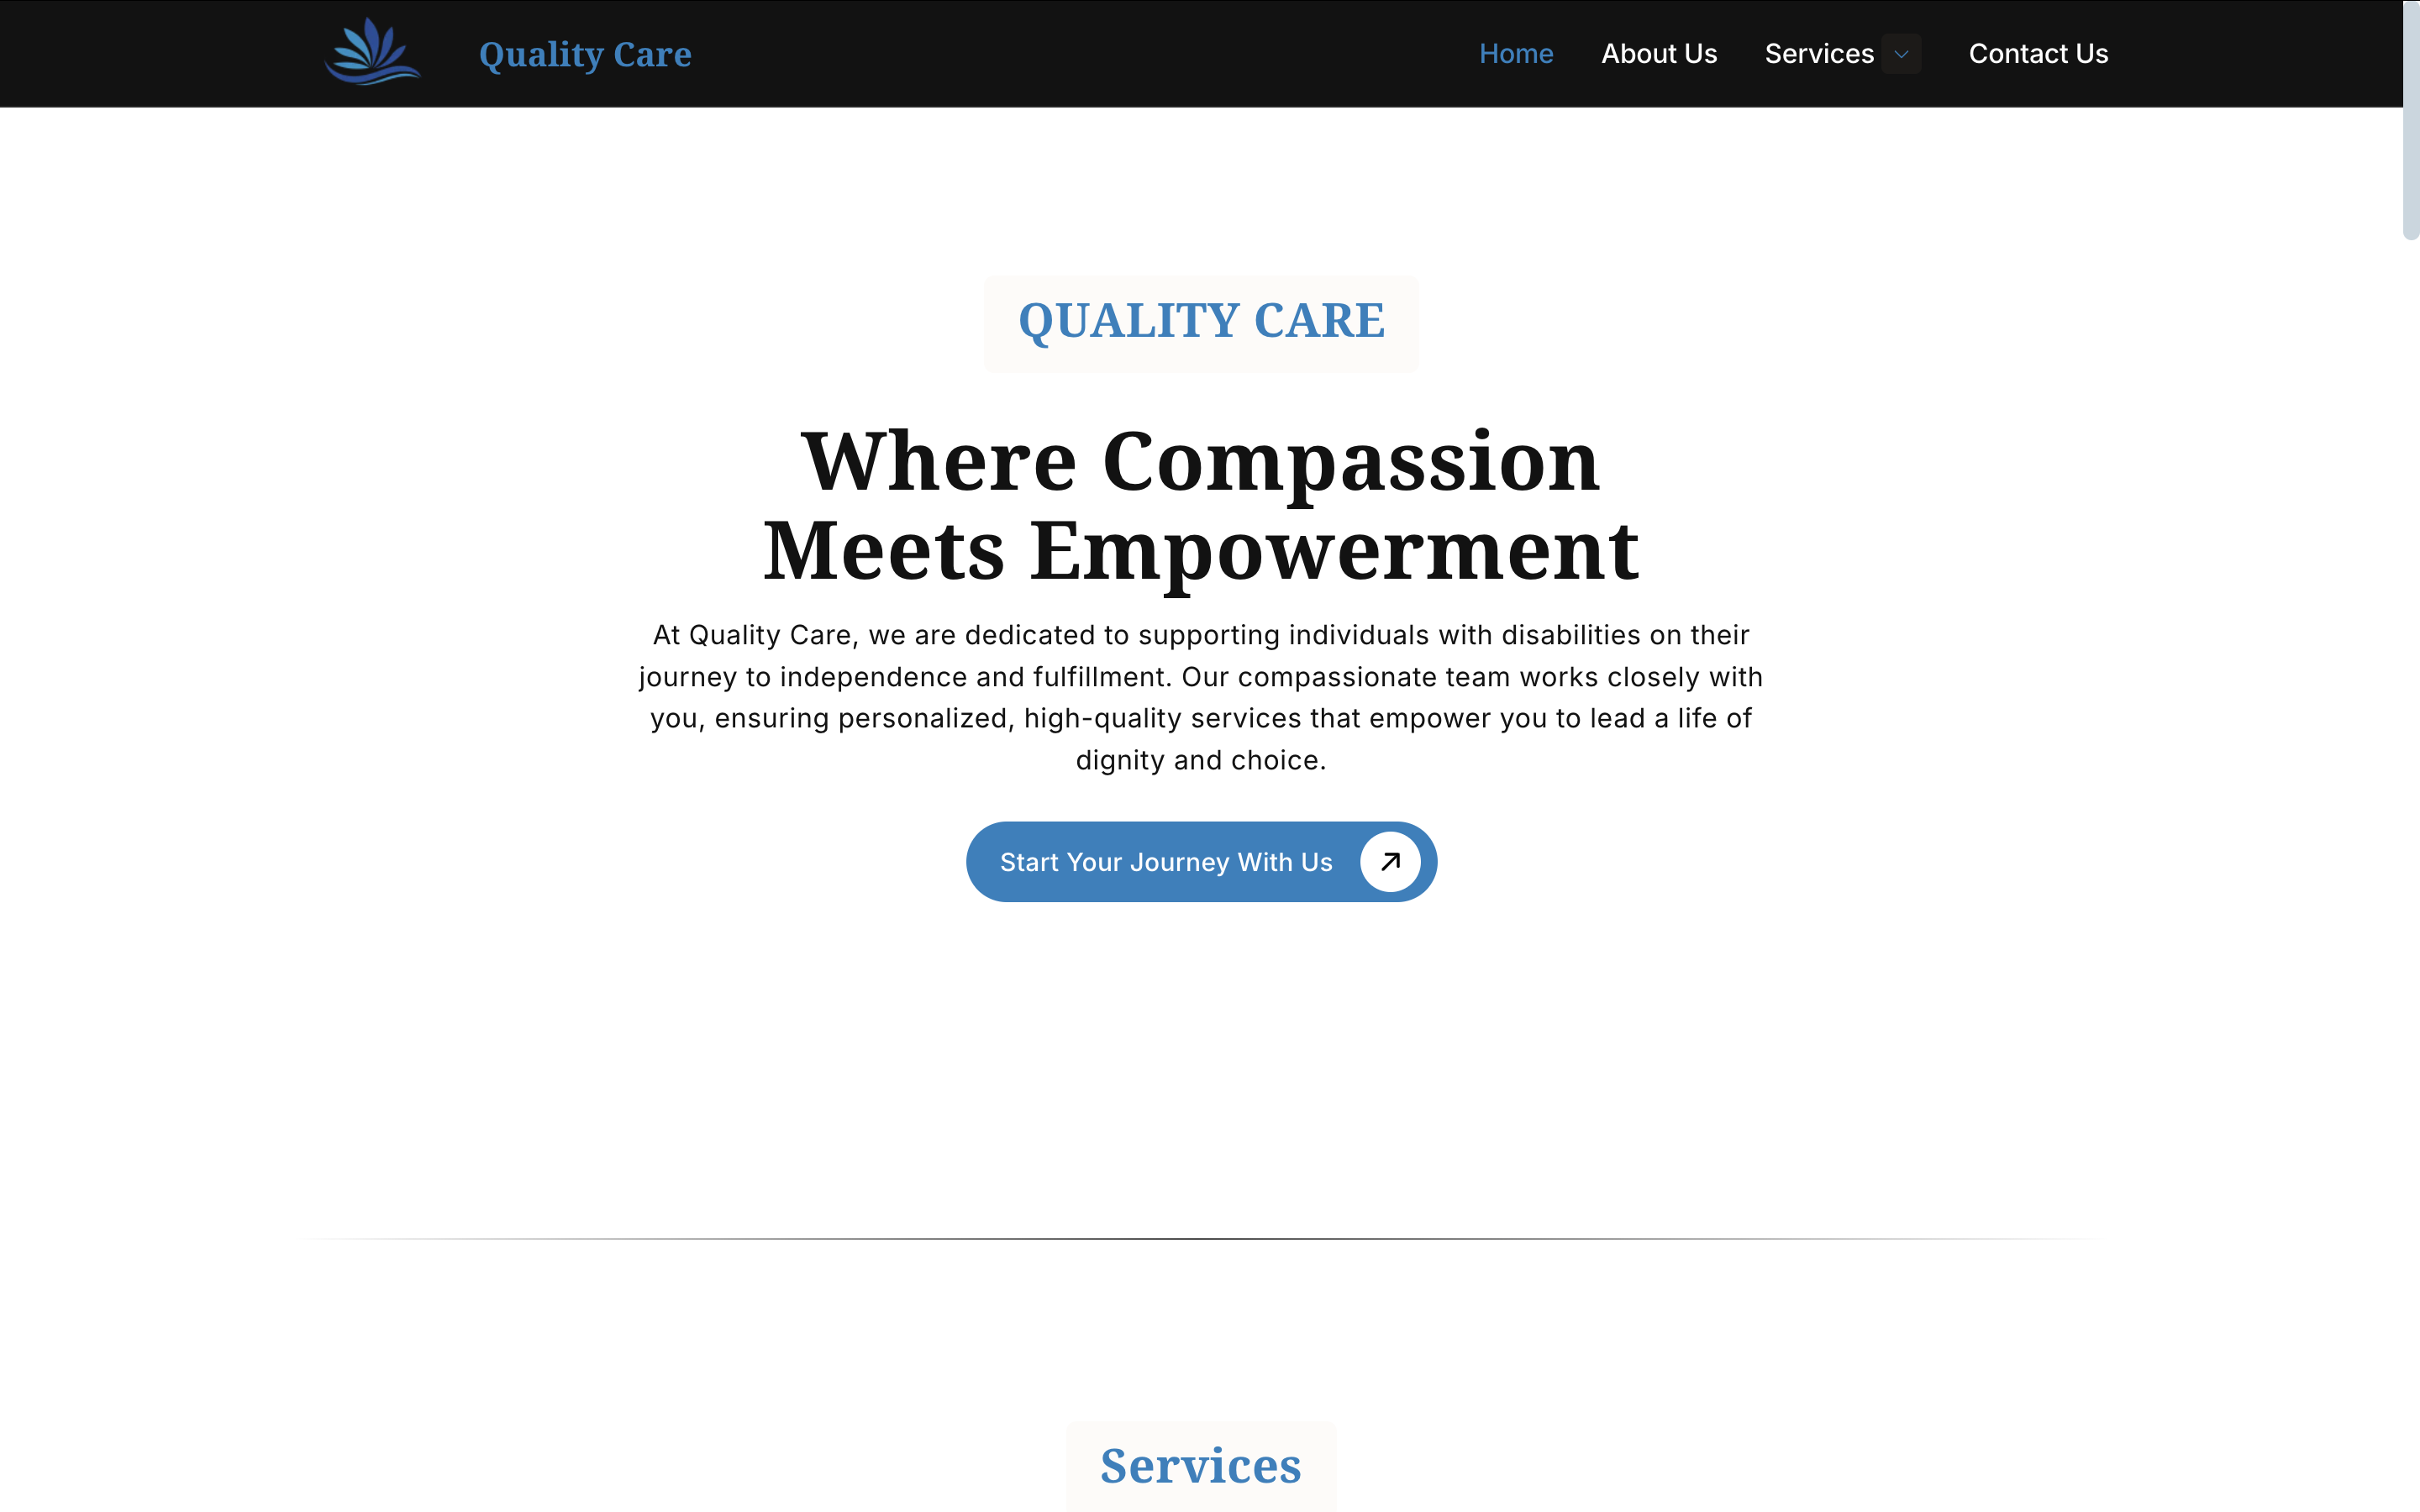 Quality Care
Home About Us Services Contact Us
QUALITY CARE
Where Compassion
Meets Empowerment
At Quality Care, we are dedicated to supporting individuals with disabilities on their
journey to independence and fulfillment. Our compassionate team works closely with
you, ensuring personalized, high-quality services that empower you to lead a life of
dignity and choice.
Start Your Journey With Us
Services